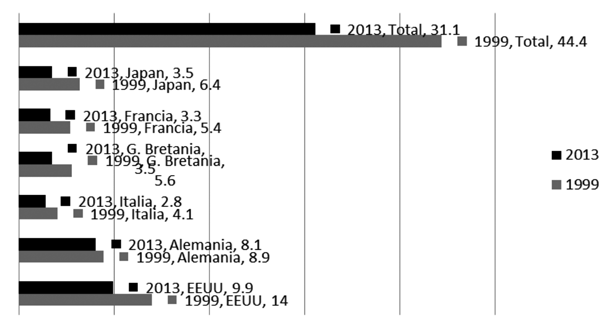 2013, Total, 31.1
1999, Total, 44.4
2013, Japan, 3.5
1999, Japan, 6.4
2013, Francia, 3.3
1999, Francia, 5.4
2013, G. Bretania,
3.5
1999, G. Bretania,
5.6
2013
1999
2013, Italia, 2.8
1999, Italia, 4.1
2013, Alemania, 8.1
1999, Alemania, 8.9
2013, EEUU, 9.9
1999, EEUU, 14